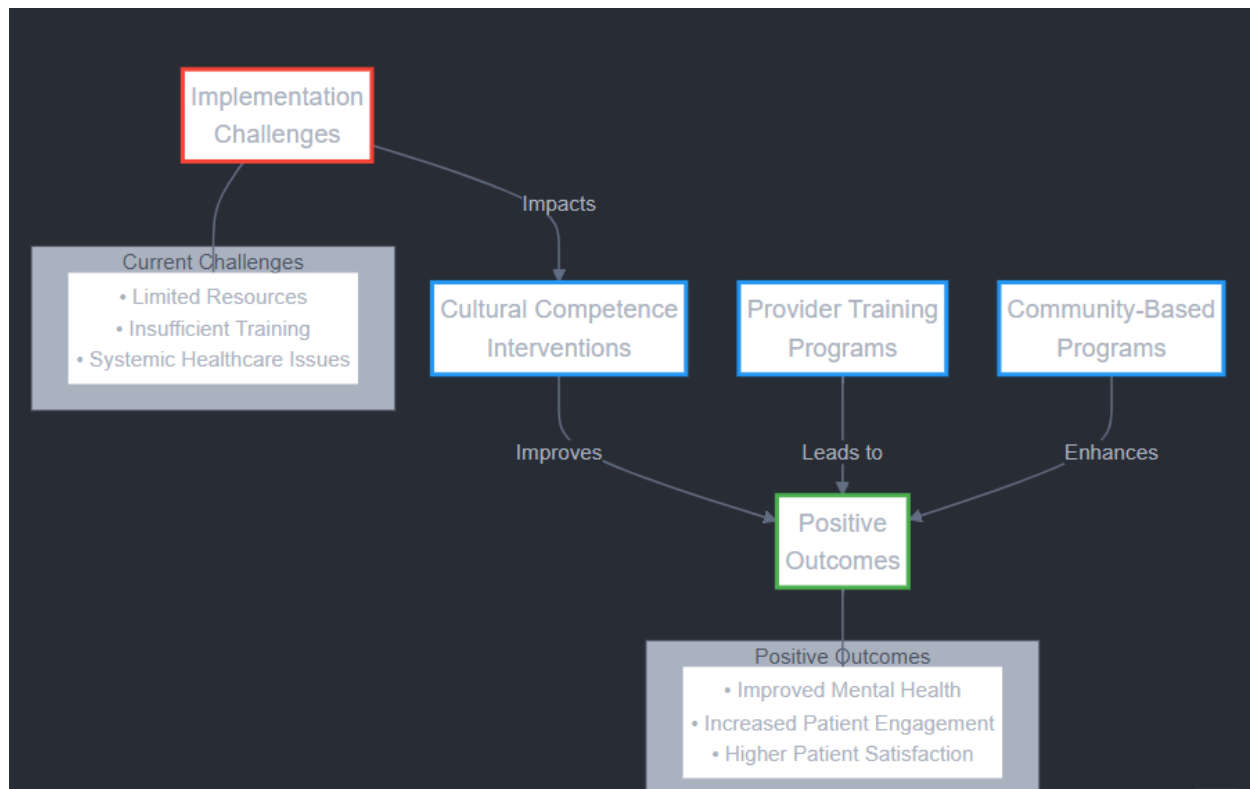 Implementation
Challenges
Impacts
Current Challenges
• Limited Resources
• Insufficient Training
• Systemic Healthcare Issues
Cultural Competence
Interventions
Provider Training
Programs
Community-Based
Programs
Improves
Leads to
Enhances
Positive
Outcomes
Positive Outcomes
• Improved Mental Health
• Increased Patient Engagement
• Higher Patient Satisfaction